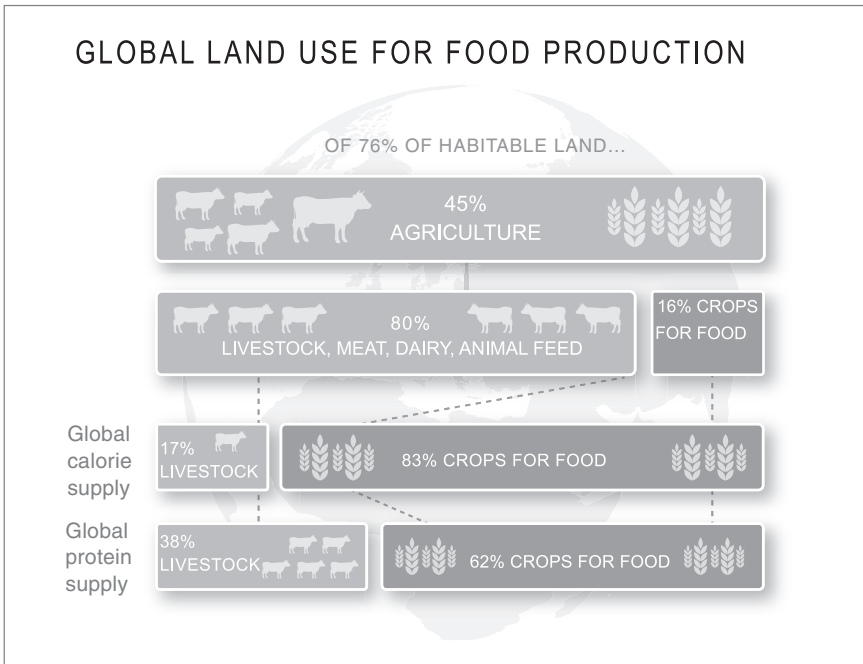 GLOBAL LAND USE FOR FOOD PRODUCTION
OF 76% OF HABITABLE LAND...
45%
AGRICULTURE
80%
LIVESTOCK, MEAT, DAIRY, ANIMAL FEED
16% CROPS
FOR FOOD
Global
calorie
supply
17%
LIVESTOCK
83% CROPS FOR FOOD
Global
protein
supply
38%
LIVESTOCK
62% CROPS FOR FOOD